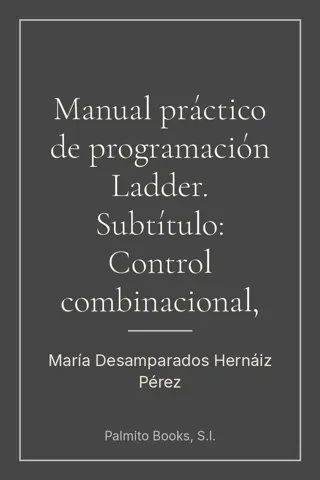 Manual práctico
de programación
Ladder.
Subtítulo:
Control
combinacional,
María Desamparados Hernáiz
Pérez
Palmito Books, S.l.